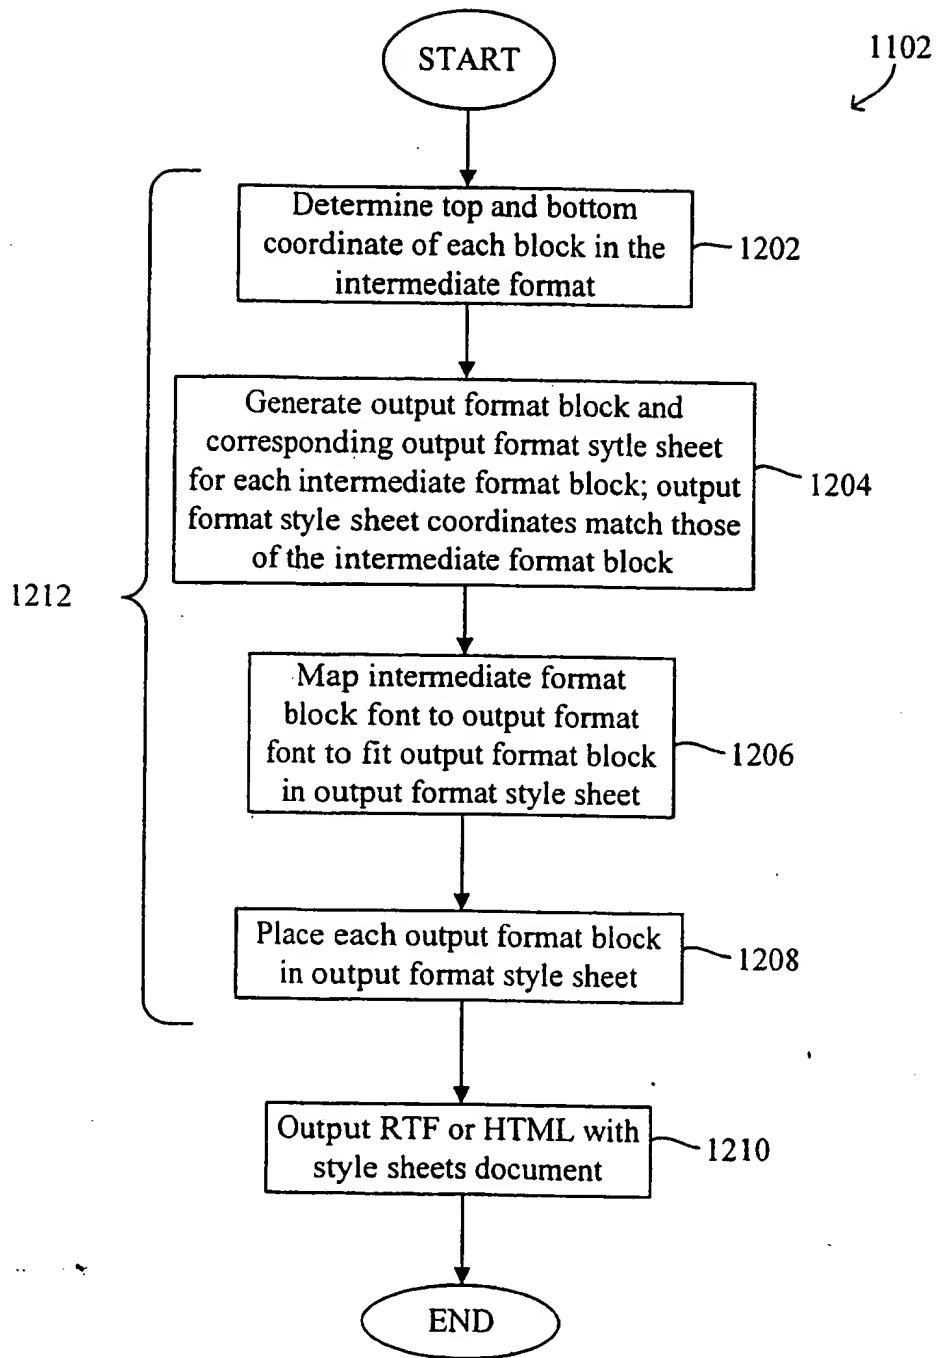 START
1102
Determine top and bottom
coordinate of each block in the
intermediate format
1202
Generate output format block and
corresponding output format sytle sheet
for each intermediate format block; output
format style sheet coordinates match those
of the intermediate format block
1204
1212
Map intermediate format
block font to output format
font to fit output format block
in output format style sheet
1206
Place each output format block
in output format style sheet
1208
Output RTF or HTML with
style sheets document
1210
END